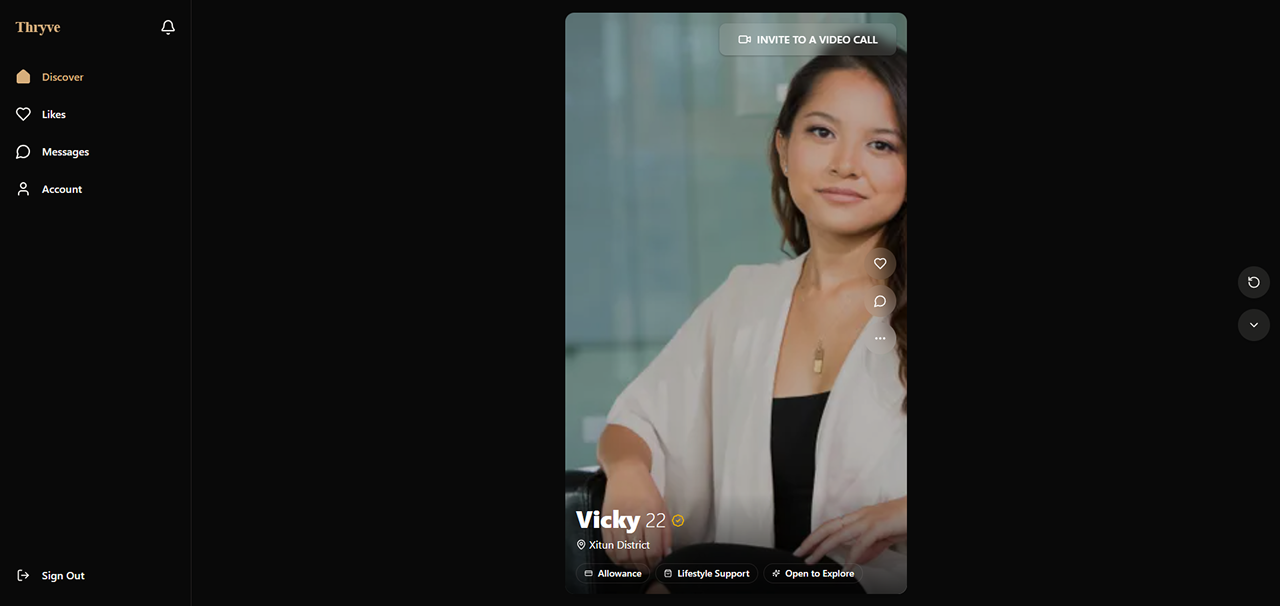 Thryve
Discover
Likes
Messages
Account
Sign Out
INVITE TO A VIDEO CALL
Vicky 22
Xitun District
Allowance
Lifestyle Support
Open to Explore